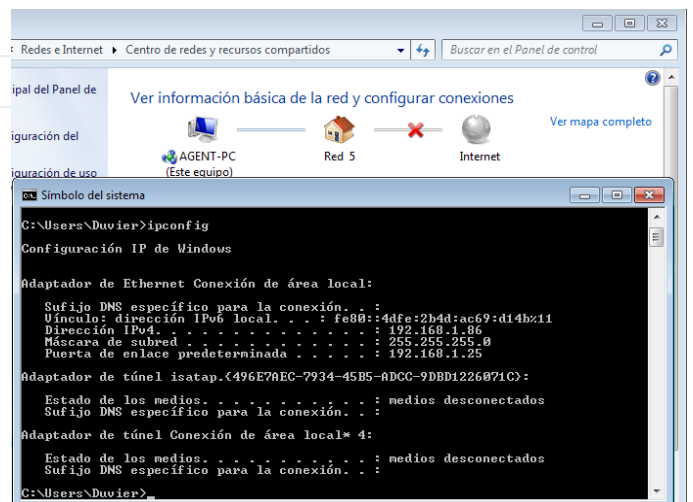 Redes e Internet ▸ Centro de redes y recursos compartidos
Buscar en el Panel de control
ipal del Panel de
Ver información básica de la red y configurar conexiones
Ver mapa completo
iguración del
AGENT-PC
(Este equipo)
Red 5
Internet
iguración de uso
Símbolo del sistema
C:\Users\Duvier>ipconfig
Configuración IP de Windows
Adaptador de Ethernet Conexión de área local:
Sufijo DNS específico para la conexión. . :
Vínculo: dirección IPv6 local. . . : fe80::4dfe:2b4d:ac69:d14b%11
Dirección IPv4. . . . . . . . . . . . . . : 192.168.1.86
Máscara de subred . . . . . . . . . . . . : 255.255.255.0
Puerta de enlace predeterminada . . . . . : 192.168.1.25
Adaptador de túnel isatap.{496E7AEC-7934-45B5-ADCC-9DBD1226071C}:
Estado de los medios. . . . . . . . . . . : medios desconectados
Sufijo DNS específico para la conexión. . :
Adaptador de túnel Conexión de área local* 4:
Estado de los medios. . . . . . . . . . . : medios desconectados
Sufijo DNS específico para la conexión. . :
C:\Users\Duvier>_